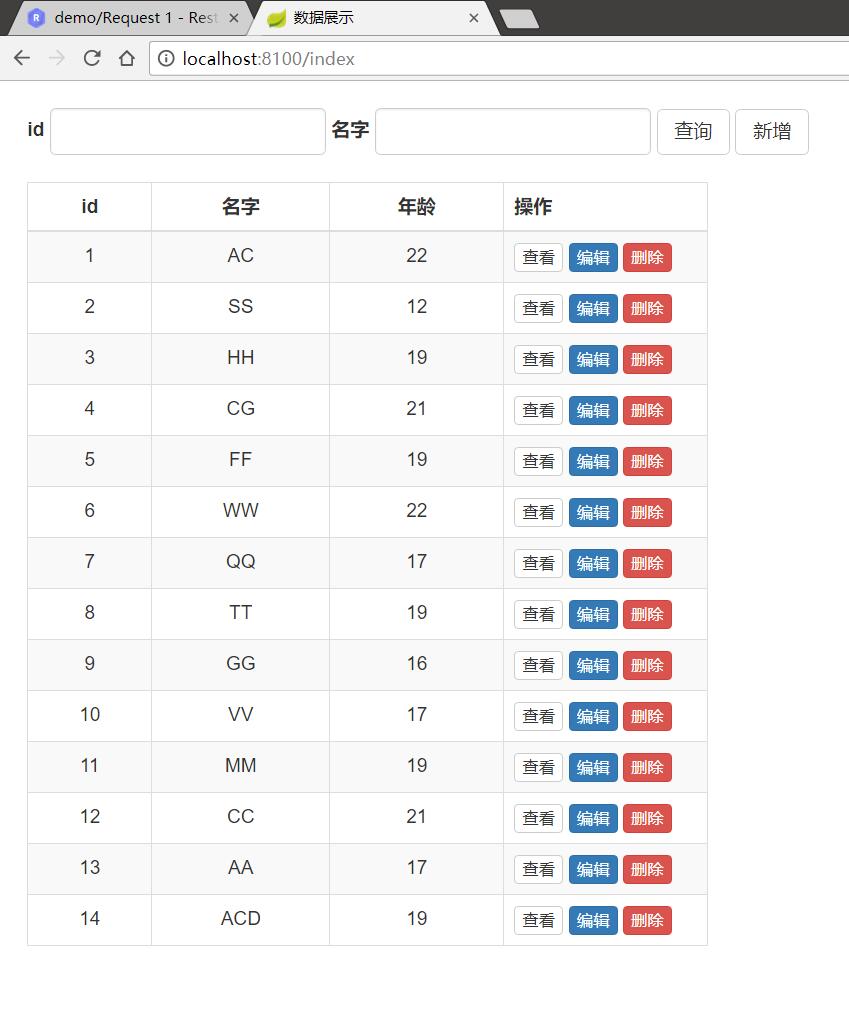 demo/Request 1 - Rest
数据展示
localhost:8100/index
id 名字 查询 新增
id 名字 年龄 操作
1 AC 22 查看 编辑 删除
2 SS 12 查看 编辑 删除
3 HH 19 查看 编辑 删除
4 CG 21 查看 编辑 删除
5 FF 19 查看 编辑 删除
6 WW 22 查看 编辑 删除
7 QQ 17 查看 编辑 删除
8 TT 19 查看 编辑 删除
9 GG 16 查看 编辑 删除
10 VV 17 查看 编辑 删除
11 MM 19 查看 编辑 删除
12 CC 21 查看 编辑 删除
13 AA 17 查看 编辑 删除
14 ACD 19 查看 编辑 删除